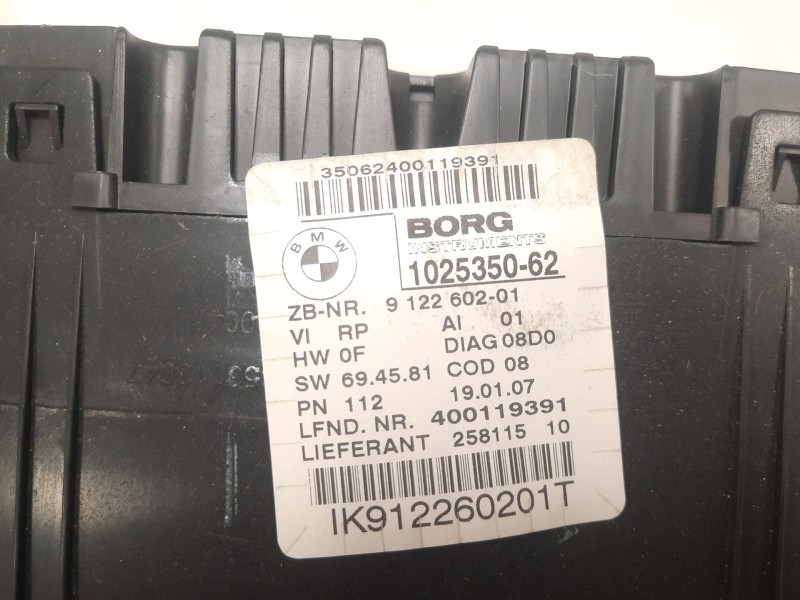 35062400119391
BMW
BORG
INSTRUMENTS
1025350-62
ZB-NR. 9 122 602-01
VI RP AI 01
HW 0F DIAG 08D0
SW 69.45.81 COD 08
PN 112 19.01.07
LFND. NR. 400119391
LIEFERANT 258115 10
IK912260201T